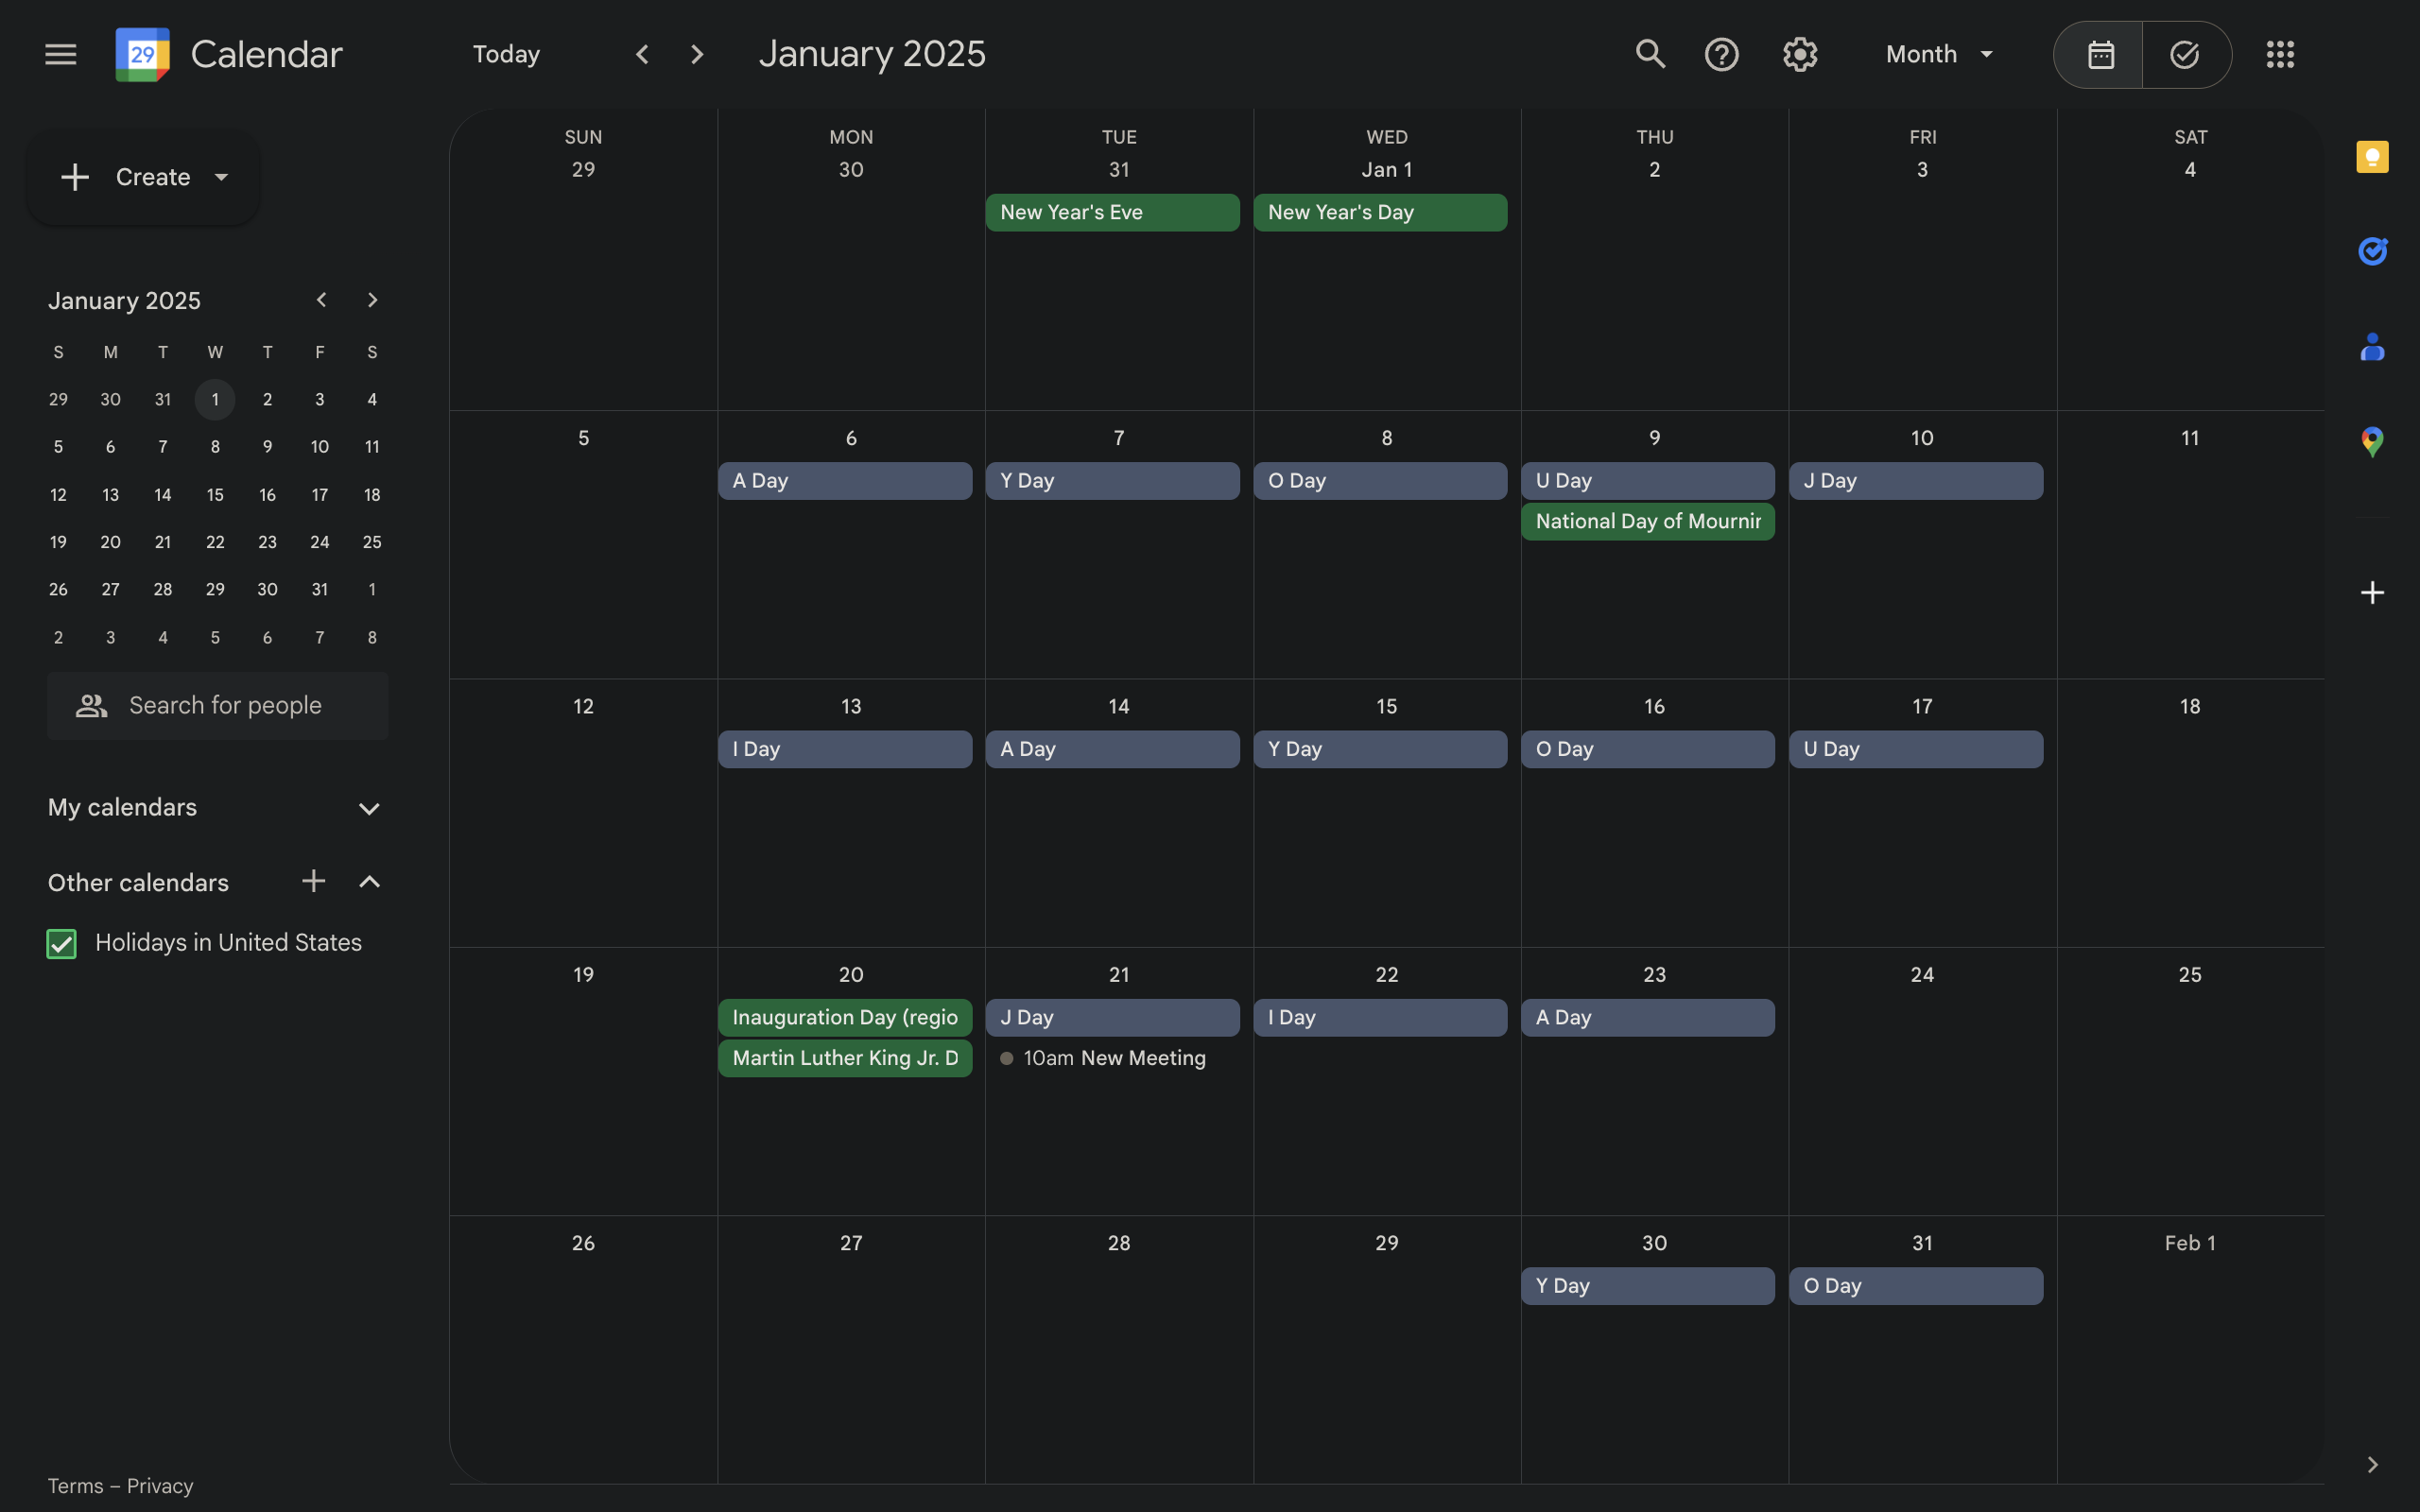 29 Calendar
Today
January 2025
Month
Create
January 2025
S M T W T F S
29 30 31 1 2 3 4
5 6 7 8 9 10 11
12 13 14 15 16 17 18
19 20 21 22 23 24 25
26 27 28 29 30 31 1
2 3 4 5 6 7 8
Search for people
My calendars
Other calendars
Holidays in United States
Terms – Privacy
SUN MON TUE WED THU FRI SAT
29 30 31 Jan 1 2 3 4
New Year's Eve New Year's Day
5 6 7 8 9 10 11
A Day Y Day O Day U Day J Day
National Day of Mournin
12 13 14 15 16 17 18
I Day A Day Y Day O Day U Day
19 20 21 22 23 24 25
Inauguration Day (regio J Day I Day A Day
Martin Luther King Jr. D 10am New Meeting
26 27 28 29 30 31 Feb 1
Y Day O Day